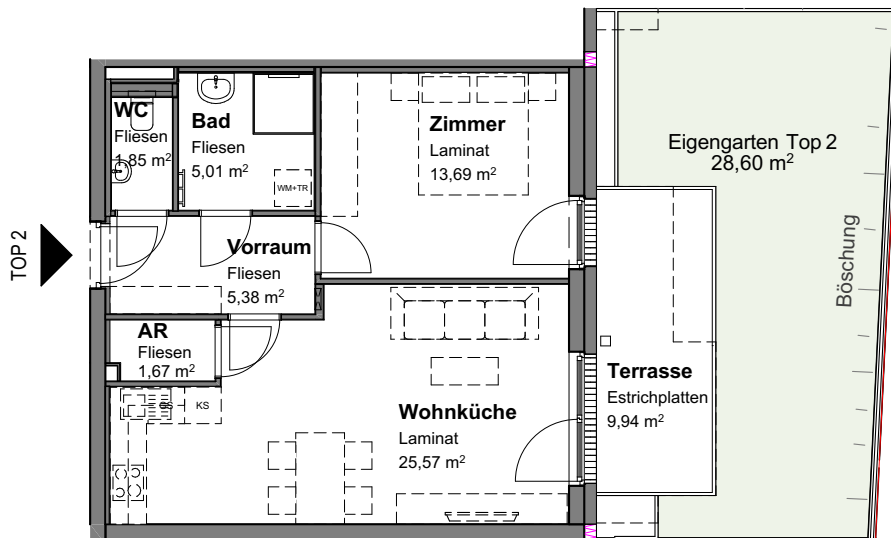 WC
Fliesen
1,85 m²
Bad
Fliesen
5,01 m²
WM+TR
Zimmer
Laminat
13,69 m²
Eigengarten Top 2
28,60 m²
TOP 2
Vorraum
Fliesen
5,38 m²
Böschung
AR
Fliesen
1,67 m²
GS
KS
Wohnküche
Laminat
25,57 m²
Terrasse
Estrichplatten
9,94 m²